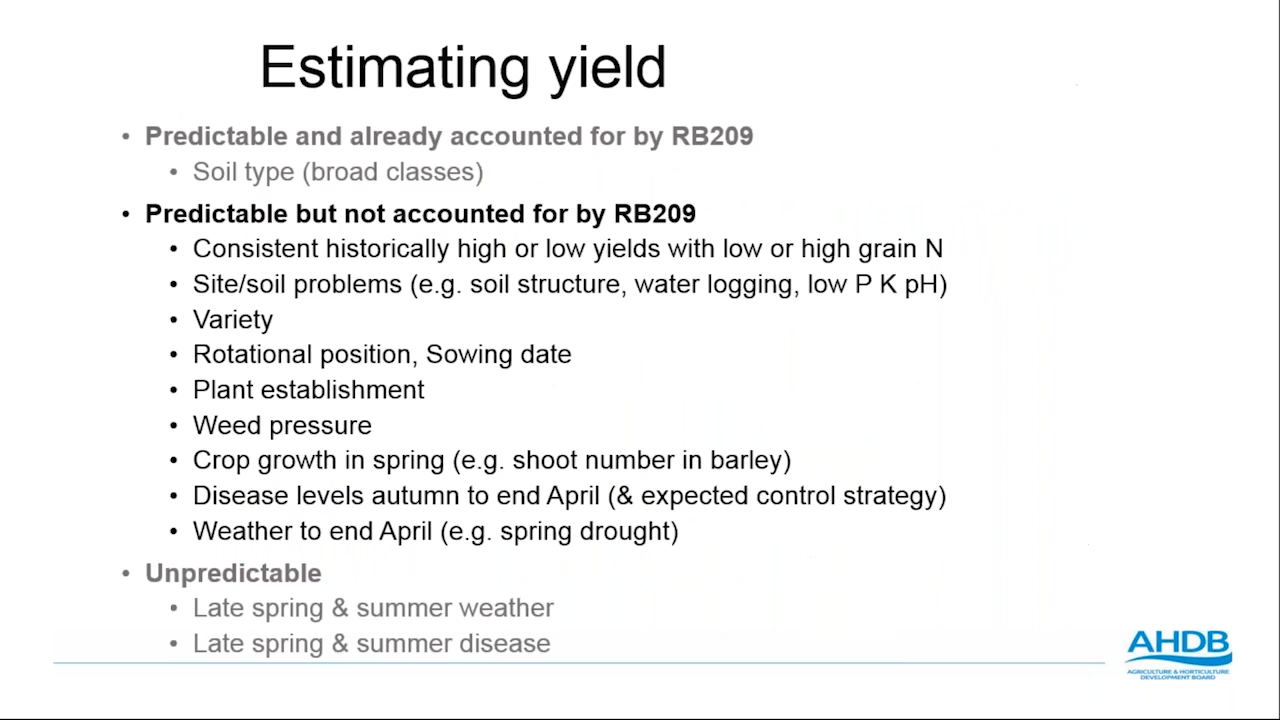 Estimating yield
• Predictable and already accounted for by RB209
• Soil type (broad classes)
• Predictable but not accounted for by RB209
• Consistent historically high or low yields with low or high grain N
• Site/soil problems (e.g. soil structure, water logging, low P K pH)
• Variety
• Rotational position, Sowing date
• Plant establishment
• Weed pressure
• Crop growth in spring (e.g. shoot number in barley)
• Disease levels autumn to end April (& expected control strategy)
• Weather to end April (e.g. spring drought)
• Unpredictable
• Late spring & summer weather
• Late spring & summer disease
AHDB
AGRICULTURE & HORTICULTURE
DEVELOPMENT BOARD